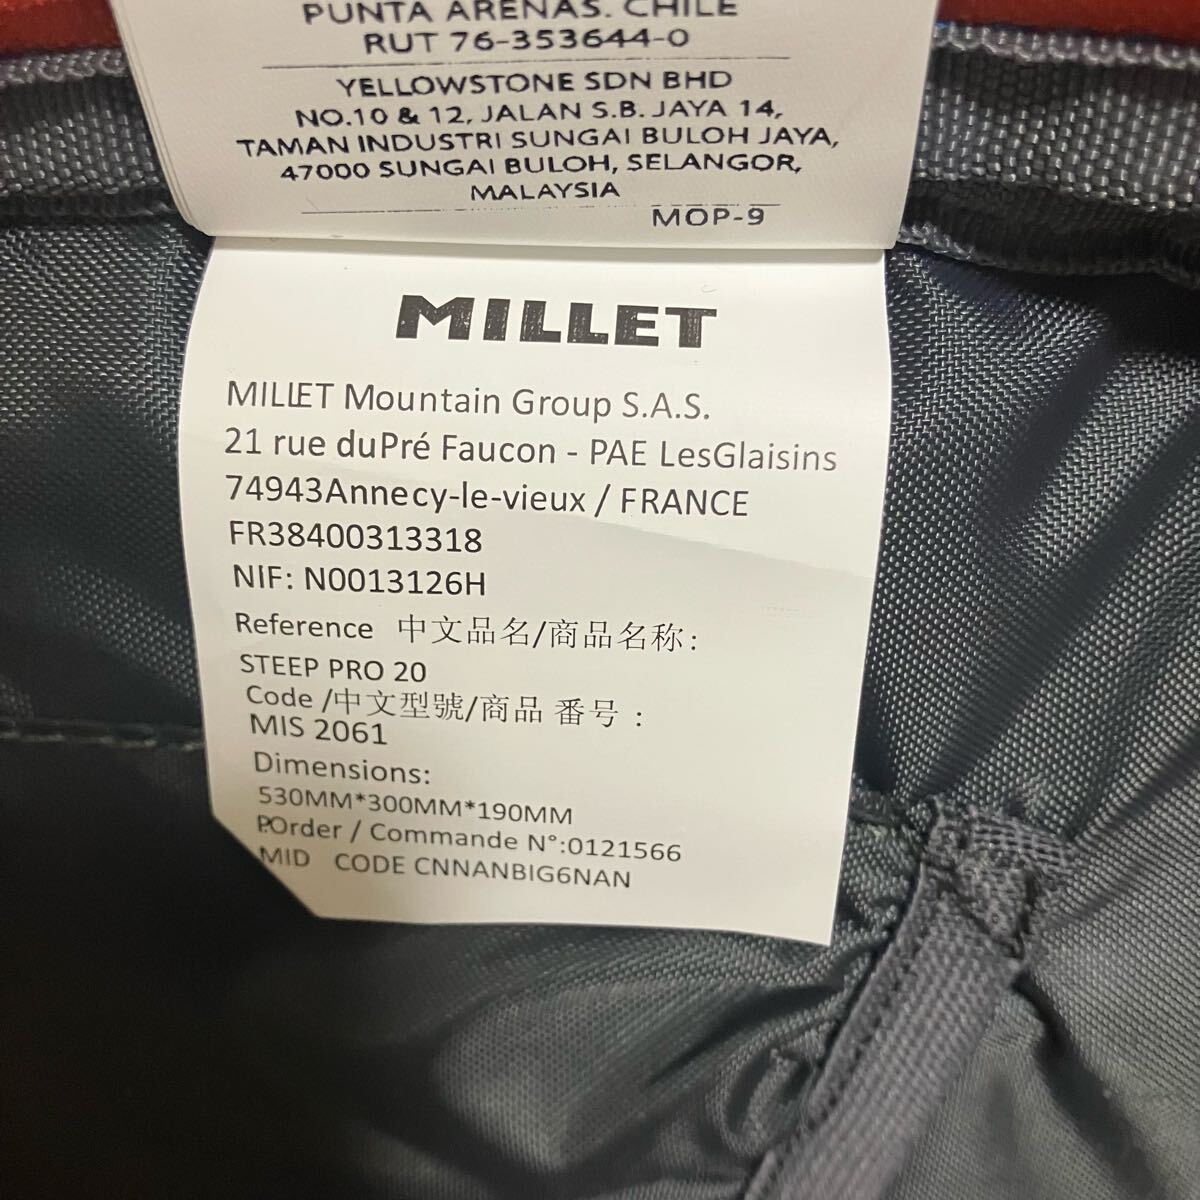 PUNTA ARENAS. CHILE
RUT 76-353644-0
YELLOWSTONE SDN BHD
NO.10 & 12, JALAN S.B. JAYA 14,
TAMAN INDUSTRI SUNGAI BULOH JAYA,
47000 SUNGAI BULOH, SELANGOR,
MALAYSIA
MOP-9
MILLET
MILLET Mountain Group S.A.S.
21 rue duPré Faucon - PAE LesGlaisins
74943Annecy-le-vieux / FRANCE
FR38400313318
NIF: N0013126H
Reference 中文品名/商品名称:
STEEP PRO 20
Code /中文型號/商品 番号 :
MIS 2061
Dimensions:
530MM*300MM*190MM
P.Order / Commande N°:0121566
MID CODE CNNANBIG6NAN